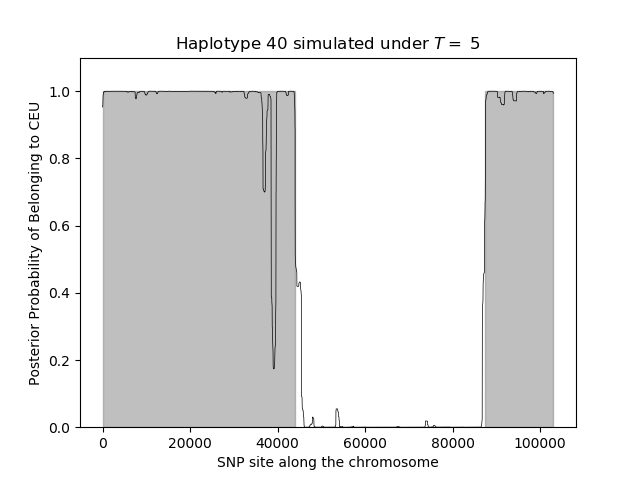 Haplotype 40 simulated under T = 5
Posterior Probability of Belonging to CEU
1.0
0.8
0.6
0.4
0.2
0.0
0 20000 40000 60000 80000 100000
SNP site along the chromosome